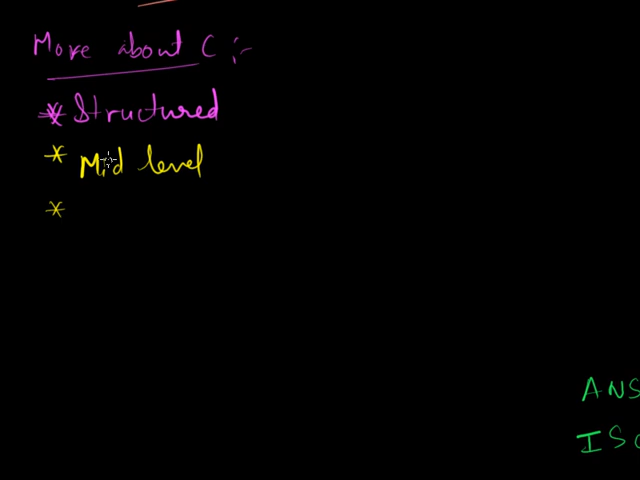 More about C :-
* Structured
* Mid level
*
ANS
ISO